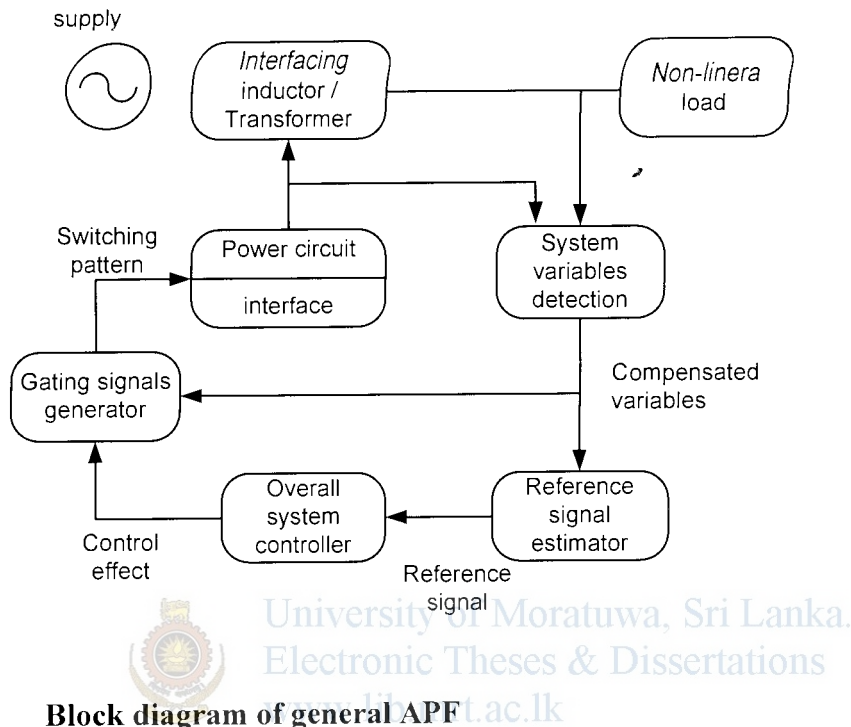 supply
Interfacing
inductor /
Transformer
Non-linera
load
Switching
pattern
Power circuit
interface
System
variables
detection
Gating signals
generator
Compensated
variables
Control
effect
Overall
system
controller
Reference
signal
Reference
signal
estimator
University of Moratuwa, Sri Lanka.
Electronic Theses & Dissertations
Block diagram of general APF